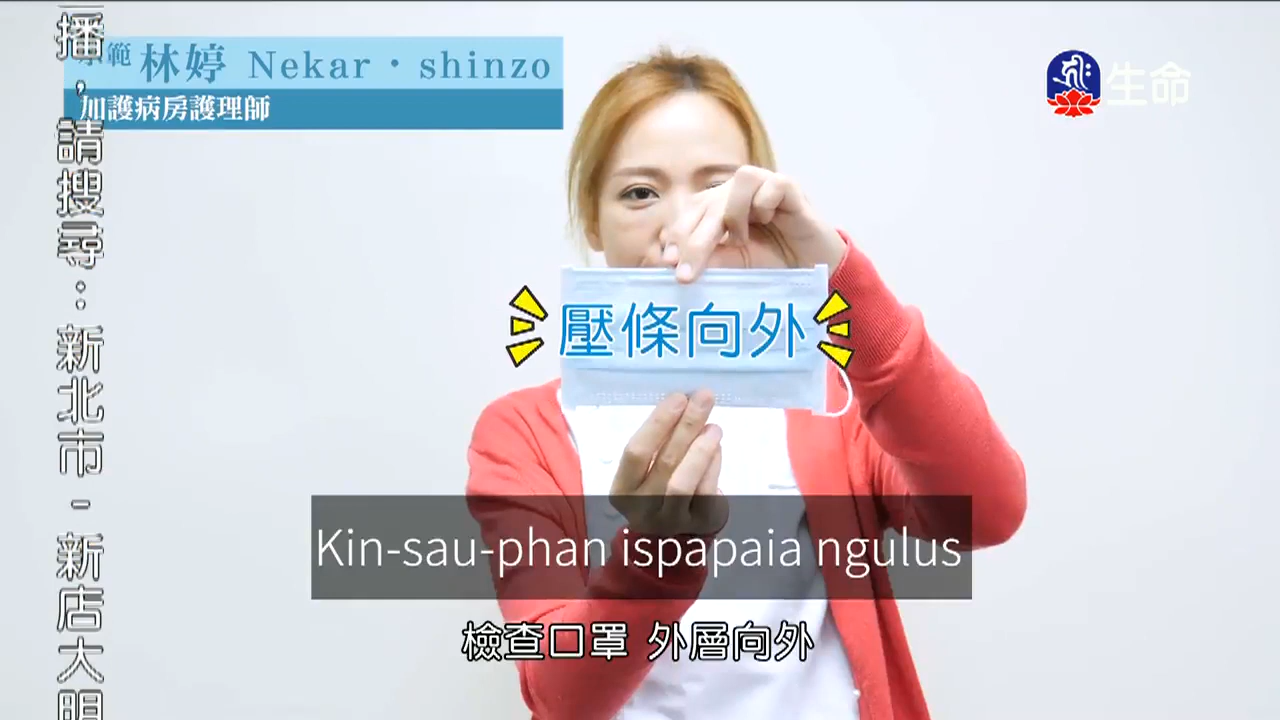 播，請搜尋：新北市-新店大
示範 林婷 Nekar・shinzo
加護病房護理師
生命
壓條向外
Kin-sau-phan ispapaia ngulus
檢查口罩 外層向外